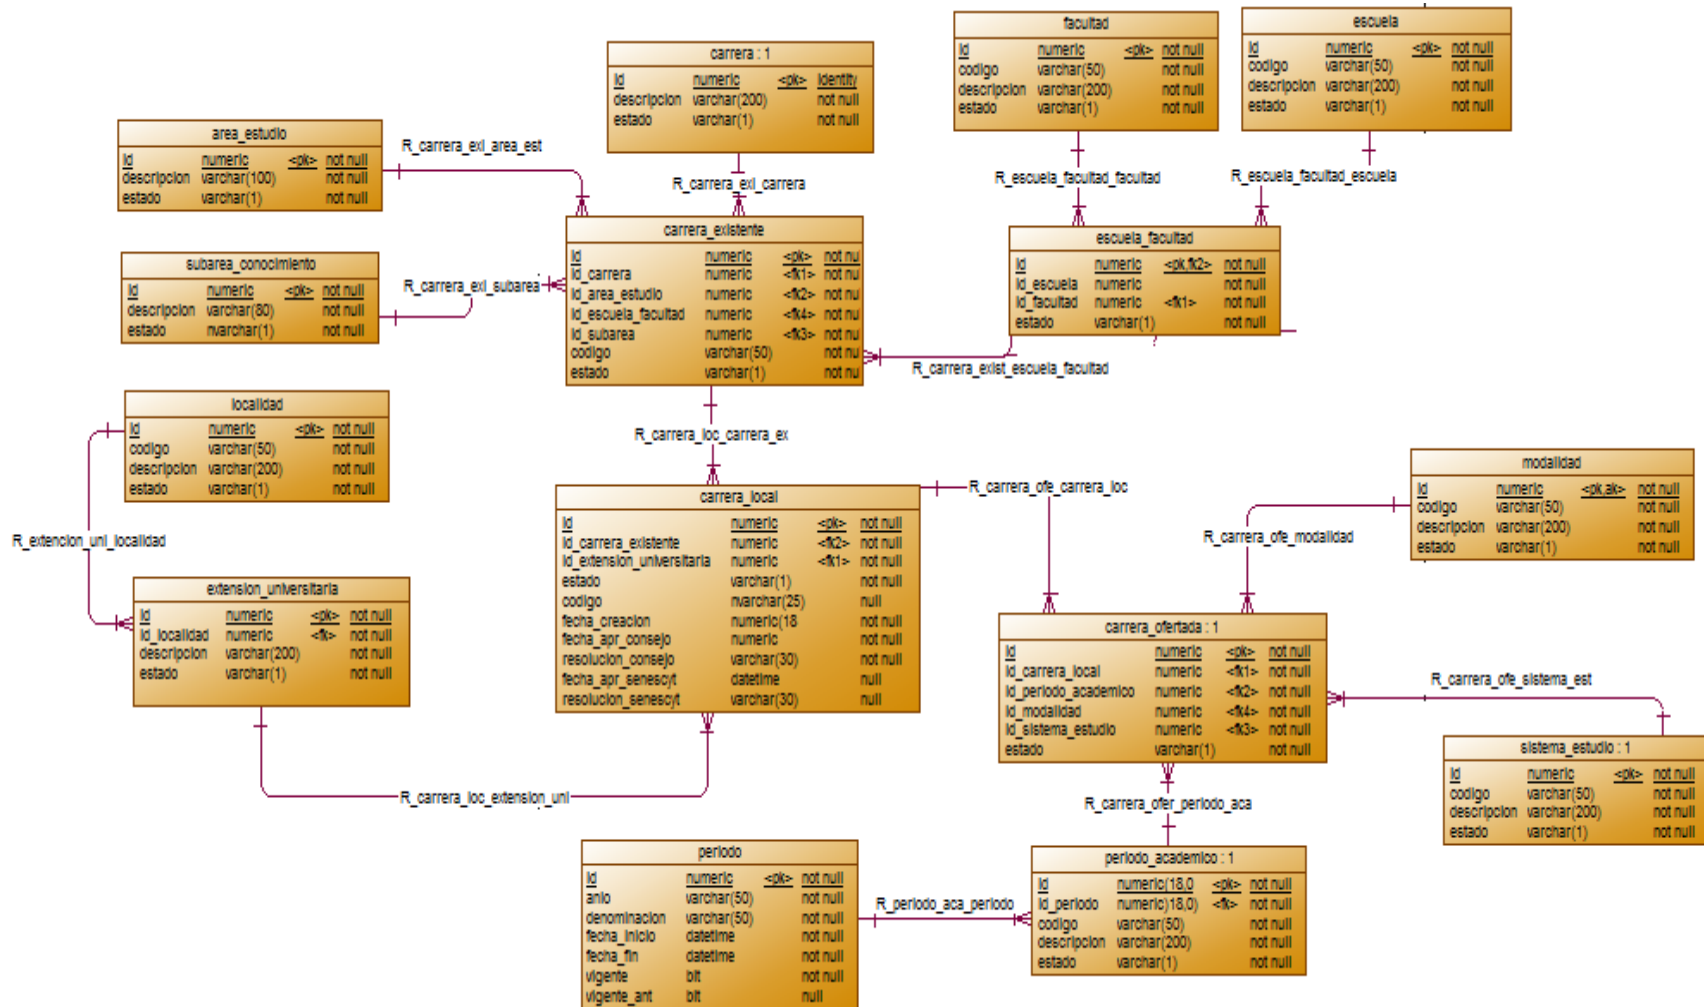 facultad
id numeric <pk> not null
codigo varchar(50) not null
descripcion varchar(200) not null
estado varchar(1) not null
escuela
id numeric <pk> not null
codigo varchar(50) not null
descripcion varchar(200) not null
estado varchar(1) not null
carrera : 1
id numeric <pk> identity
descripcion varchar(200) not null
estado varchar(1) not null
area_estudio
id numeric <pk> not null
descripcion varchar(100) not null
estado varchar(1) not null
R_carrera_exi_area_est
R_carrera_exi_carrera
R_escuela_facultad_facultad
R_escuela_facultad_escuela
carrera_existente
id numeric <pk> not nu
id_carrera numeric <fk1> not nu
id_area_estudio numeric <fk2> not nu
id_escuela_facultad numeric <fk4> not nu
id_subarea numeric <fk3> not nu
codigo varchar(50) not nu
estado varchar(1) not nu
escuela_facultad
id numeric <pk,fk2> not null
id_escuela numeric not null
id_facultad numeric <fk1> not null
estado varchar(1) not null
subarea_conocimiento
id numeric <pk> not null
descripcion varchar(80) not null
estado nvarchar(1) not null
R_carrera_exi_subarea
R_carrera_exist_escuela_facultad
localidad
id numeric <pk> not null
codigo varchar(50) not null
descripcion varchar(200) not null
estado varchar(1) not null
R_carrera_loc_carrera_ex
R_extencion_uni_localidad
carrera_local
id numeric <pk> not null
id_carrera_existente numeric <fk2> not null
id_extension_universitaria numeric <fk1> not null
estado varchar(1) not null
codigo nvarchar(25) null
fecha_creacion numeric(18 not null
fecha_apr_consejo numeric not null
resolucion_consejo varchar(30) not null
fecha_apr_senescyt datetime null
resolucion_senescyt varchar(30) null
R_carrera_ofe_carrera_loc
modalidad
id numeric <pk,ak> not null
codigo varchar(50) not null
descripcion varchar(200) not null
estado varchar(1) not null
R_carrera_ofe_modalidad
extension_universitaria
id numeric <pk> not null
id_localidad numeric <fk> not null
descripcion varchar(200) not null
estado varchar(1) not null
carrera_ofertada : 1
id numeric <pk> not null
id_carrera_local numeric <fk1> not null
id_periodo_academico numeric <fk2> not null
id_modalidad numeric <fk4> not null
id_sistema_estudio numeric <fk3> not null
estado varchar(1) not null
R_carrera_ofe_sistema_est
sistema_estudio : 1
id numeric <pk> not null
codigo varchar(50) not null
descripcion varchar(200) not null
estado varchar(1) not null
R_carrera_loc_extension_uni
R_carrera_ofer_periodo_aca
periodo
id numeric <pk> not null
anio varchar(50) not null
denominacion varchar(50) not null
fecha_inicio datetime not null
fecha_fin datetime not null
vigente bit not null
vigente_ant bit null
R_periodo_aca_periodo
periodo_academico : 1
id numeric(18,0 <pk> not null
id_periodo numeric)18,0) <fk> not null
codigo varchar(50) not null
descripcion varchar(200) not null
estado varchar(1) not null